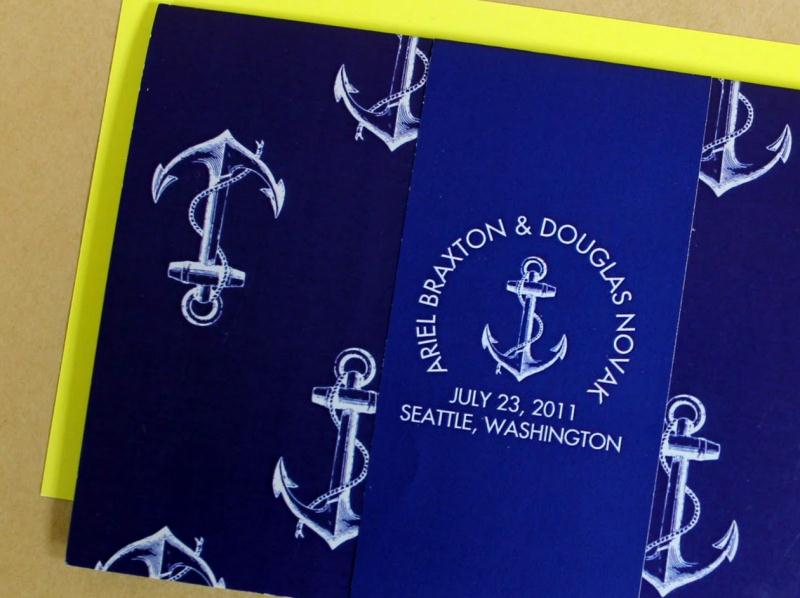 ARIEL BRAXTON & DOUGLAS NOVAK
JULY 23, 2011
SEATTLE, WASHINGTON